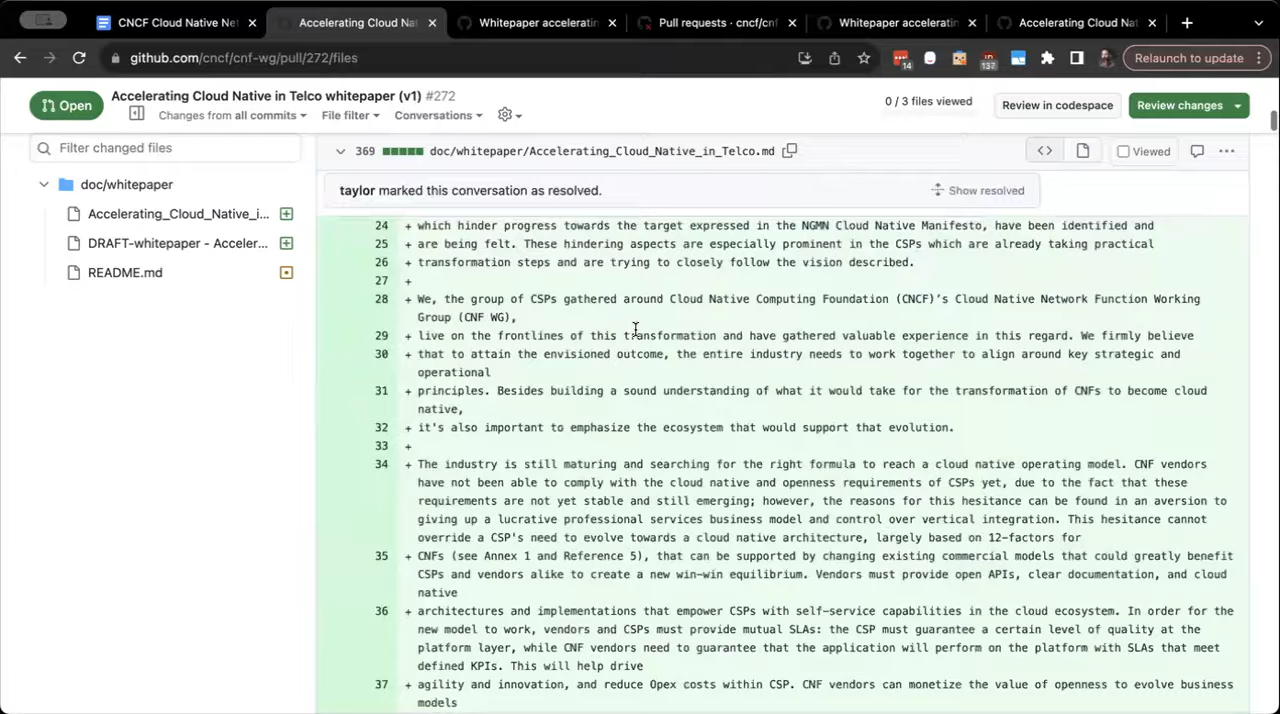 CNCF Cloud Native Net
Accelerating Cloud Nat
Whitepaper acceleratin
Pull requests · cncf/cnf
Whitepaper acceleratin
Accelerating Cloud Nat
github.com/cncf/cnf-wg/pull/272/files
14
137
Relaunch to update
Open
Accelerating Cloud Native in Telco whitepaper (v1) #272
Changes from all commits
File filter
Conversations
0 / 3 files viewed
Review in codespace
Review changes
Filter changed files
doc/whitepaper
Accelerating_Cloud_Native_i...
DRAFT-whitepaper - Acceler...
README.md
369 doc/whitepaper/Accelerating_Cloud_Native_in_Telco.md
Viewed
taylor marked this conversation as resolved.
Show resolved
24 + which hinder progress towards the target expressed in the NGMN Cloud Native Manifesto, have been identified and
25 + are being felt. These hindering aspects are especially prominent in the CSPs which are already taking practical
26 + transformation steps and are trying to closely follow the vision described.
27 +
28 + We, the group of CSPs gathered around Cloud Native Computing Foundation (CNCF)’s Cloud Native Network Function Working
Group (CNF WG),
29 + live on the frontlines of this transformation and have gathered valuable experience in this regard. We firmly believe
30 + that to attain the envisioned outcome, the entire industry needs to work together to align around key strategic and
operational
31 + principles. Besides building a sound understanding of what it would take for the transformation of CNFs to become cloud
native,
32 + it's also important to emphasize the ecosystem that would support that evolution.
33 +
34 + The industry is still maturing and searching for the right formula to reach a cloud native operating model. CNF vendors
have not been able to comply with the cloud native and openness requirements of CSPs yet, due to the fact that these
requirements are not yet stable and still emerging; however, the reasons for this hesitance can be found in an aversion to
giving up a lucrative professional services business model and control over vertical integration. This hesitance cannot
override a CSP's need to evolve towards a cloud native architecture, largely based on 12-factors for
35 + CNFs (see Annex 1 and Reference 5), that can be supported by changing existing commercial models that could greatly benefit
CSPs and vendors alike to create a new win-win equilibrium. Vendors must provide open APIs, clear documentation, and cloud
native
36 + architectures and implementations that empower CSPs with self-service capabilities in the cloud ecosystem. In order for the
new model to work, vendors and CSPs must provide mutual SLAs: the CSP must guarantee a certain level of quality at the
platform layer, while CNF vendors need to guarantee that the application will perform on the platform with SLAs that meet
defined KPIs. This will help drive
37 + agility and innovation, and reduce Opex costs within CSP. CNF vendors can monetize the value of openness to evolve business
models